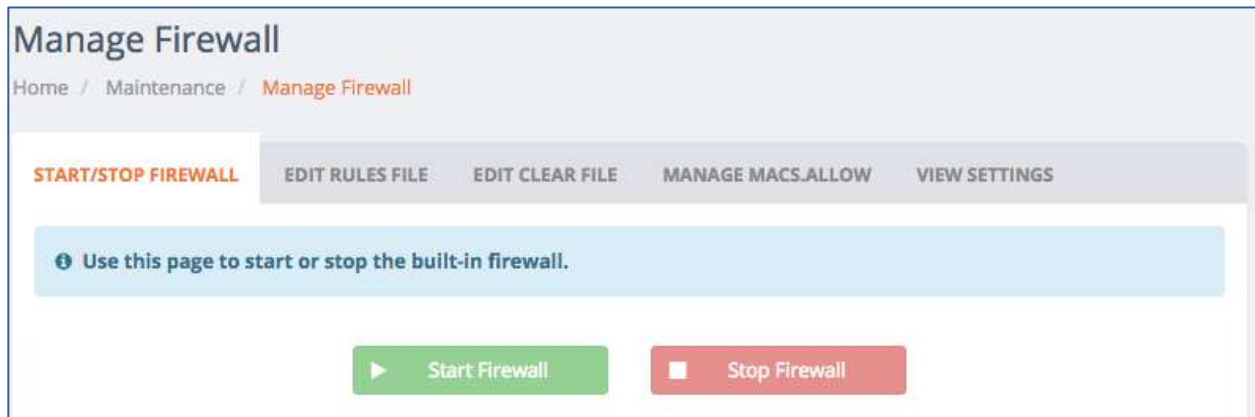 Manage Firewall
Home / Maintenance / Manage Firewall
START/STOP FIREWALL EDIT RULES FILE EDIT CLEAR FILE MANAGE MACS.ALLOW VIEW SETTINGS
Use this page to start or stop the built-in firewall.
Start Firewall Stop Firewall